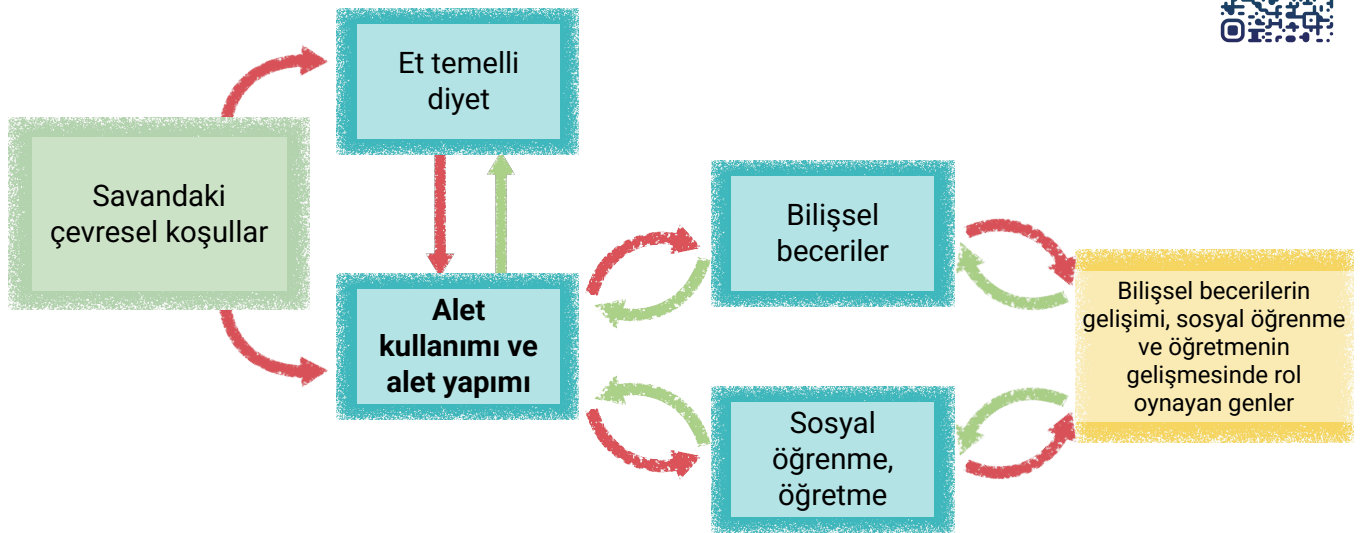 Et temelli
diyet
Savandaki
çevresel koşullar
Bilişsel
beceriler
Alet
kullanımı ve
alet yapımı
Bilişsel becerilerin
gelişimi, sosyal öğrenme
ve öğretmenin
gelişmesinde rol
oynayan genler
Sosyal
öğrenme,
öğretme